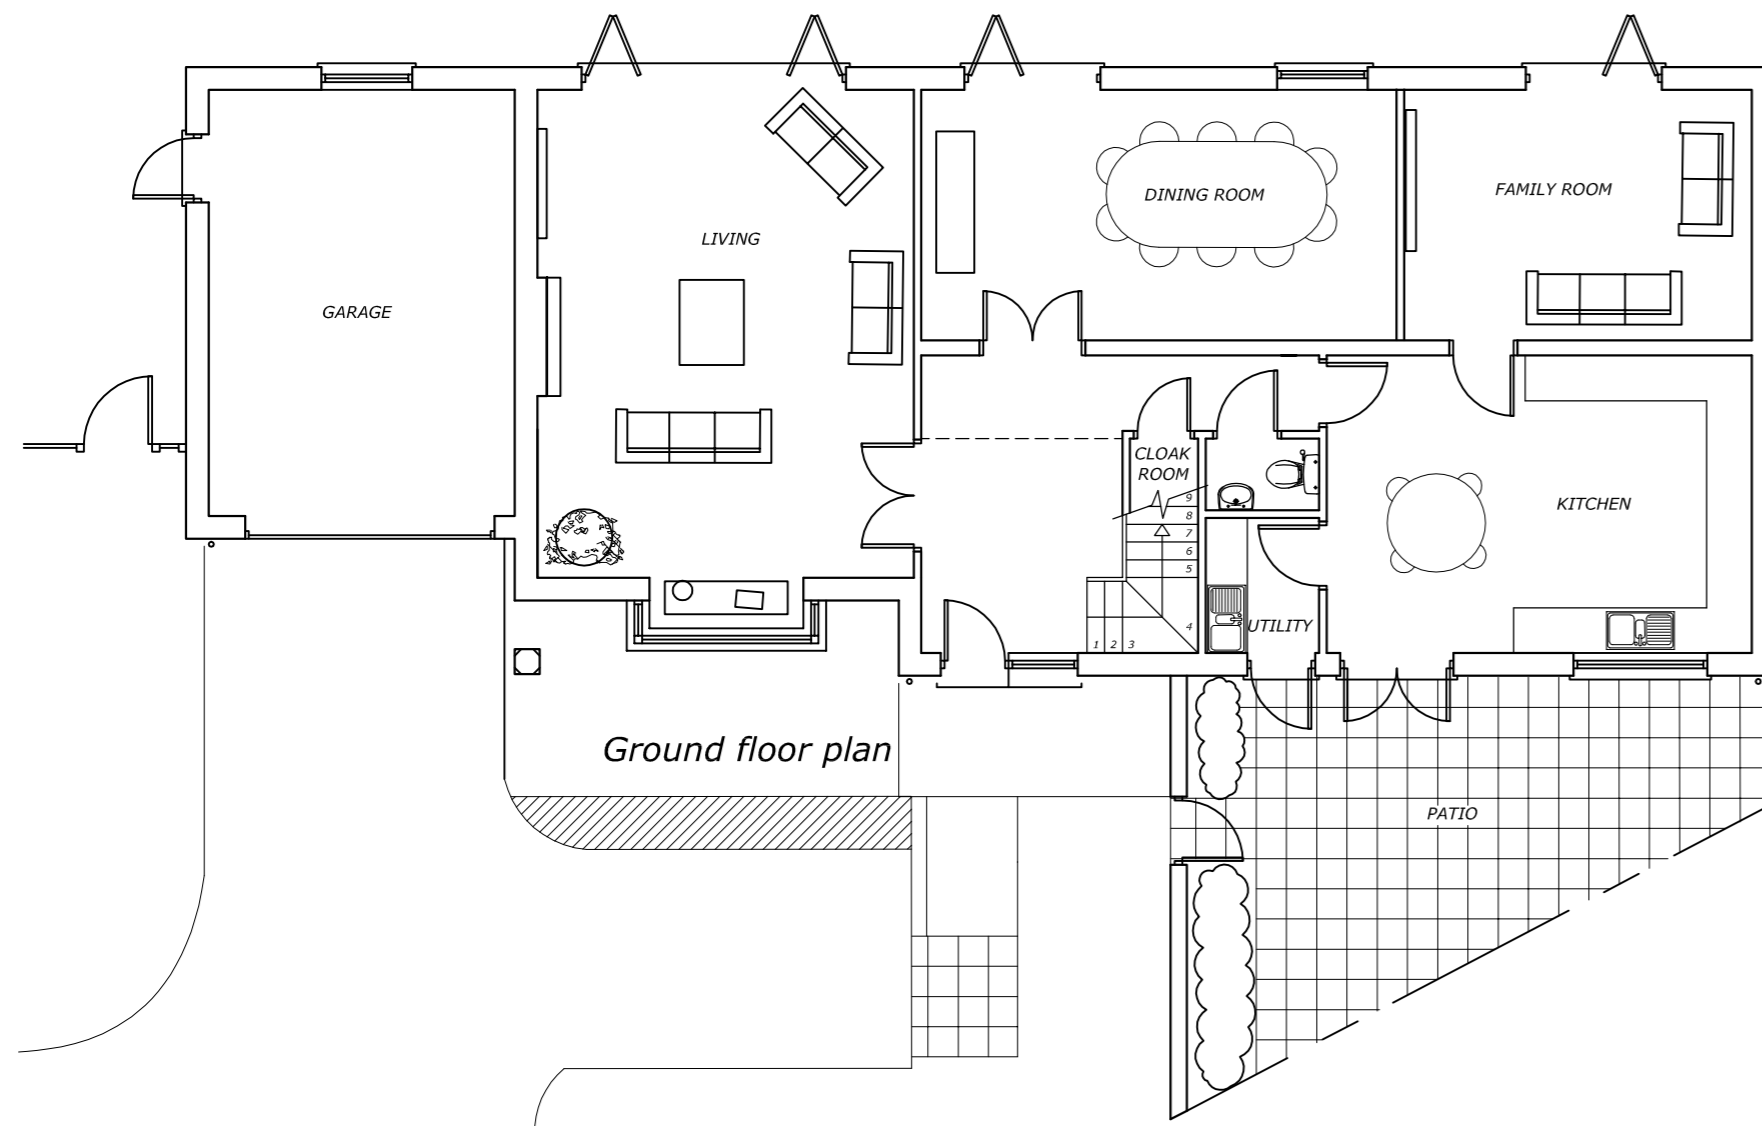 FAMILY ROOM
DINING ROOM
LIVING
GARAGE
CLOAK
ROOM
9
8
7
6
5
4
1 2 3
KITCHEN
UTILITY
Ground floor plan
PATIO